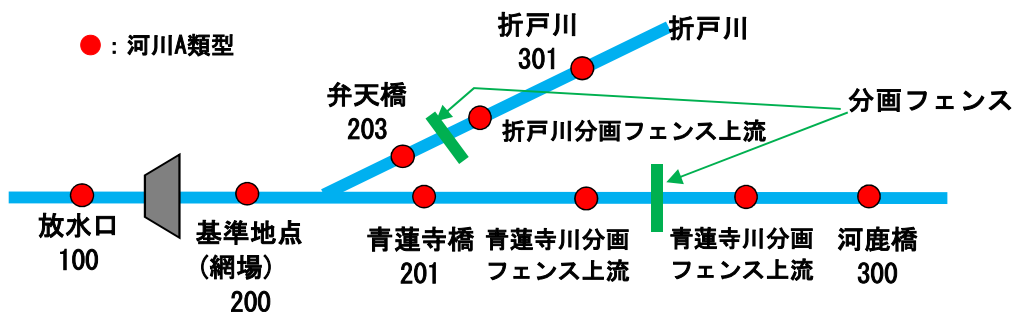 ：河川A類型
折戸川
301
折戸川
弁天橋
203
折戸川分画フェンス上流
分画フェンス
放水口
100
基準地点
（網場）
200
青蓮寺橋
201
青蓮寺川分画
フェンス上流
青蓮寺川分画
フェンス上流
河鹿橋
300